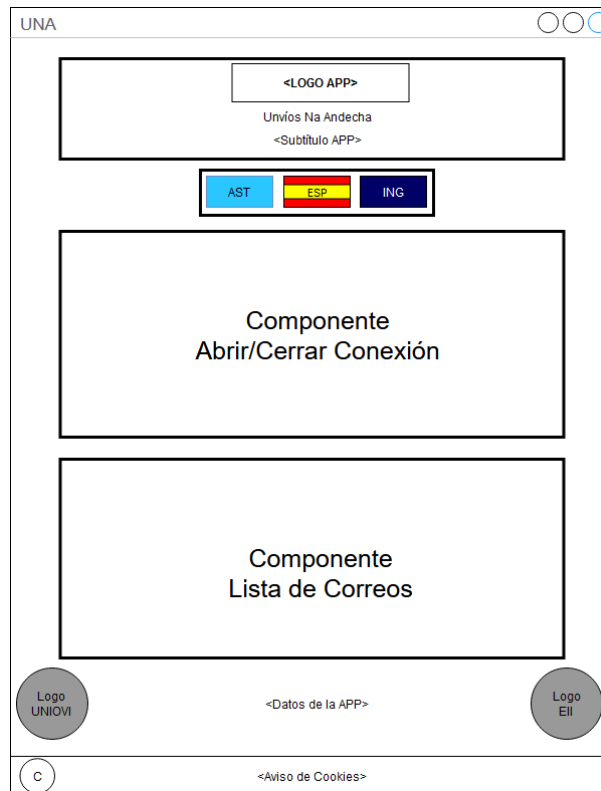 UNA
<LOGO APP>
Unvíos Na Andecha
<Subtítulo APP>
AST
ESP
ING
Componente
Abrir/Cerrar Conexión
Componente
Lista de Correos
Logo
UNIOVI
<Datos de la APP>
Logo
EII
C
<Aviso de Cookies>